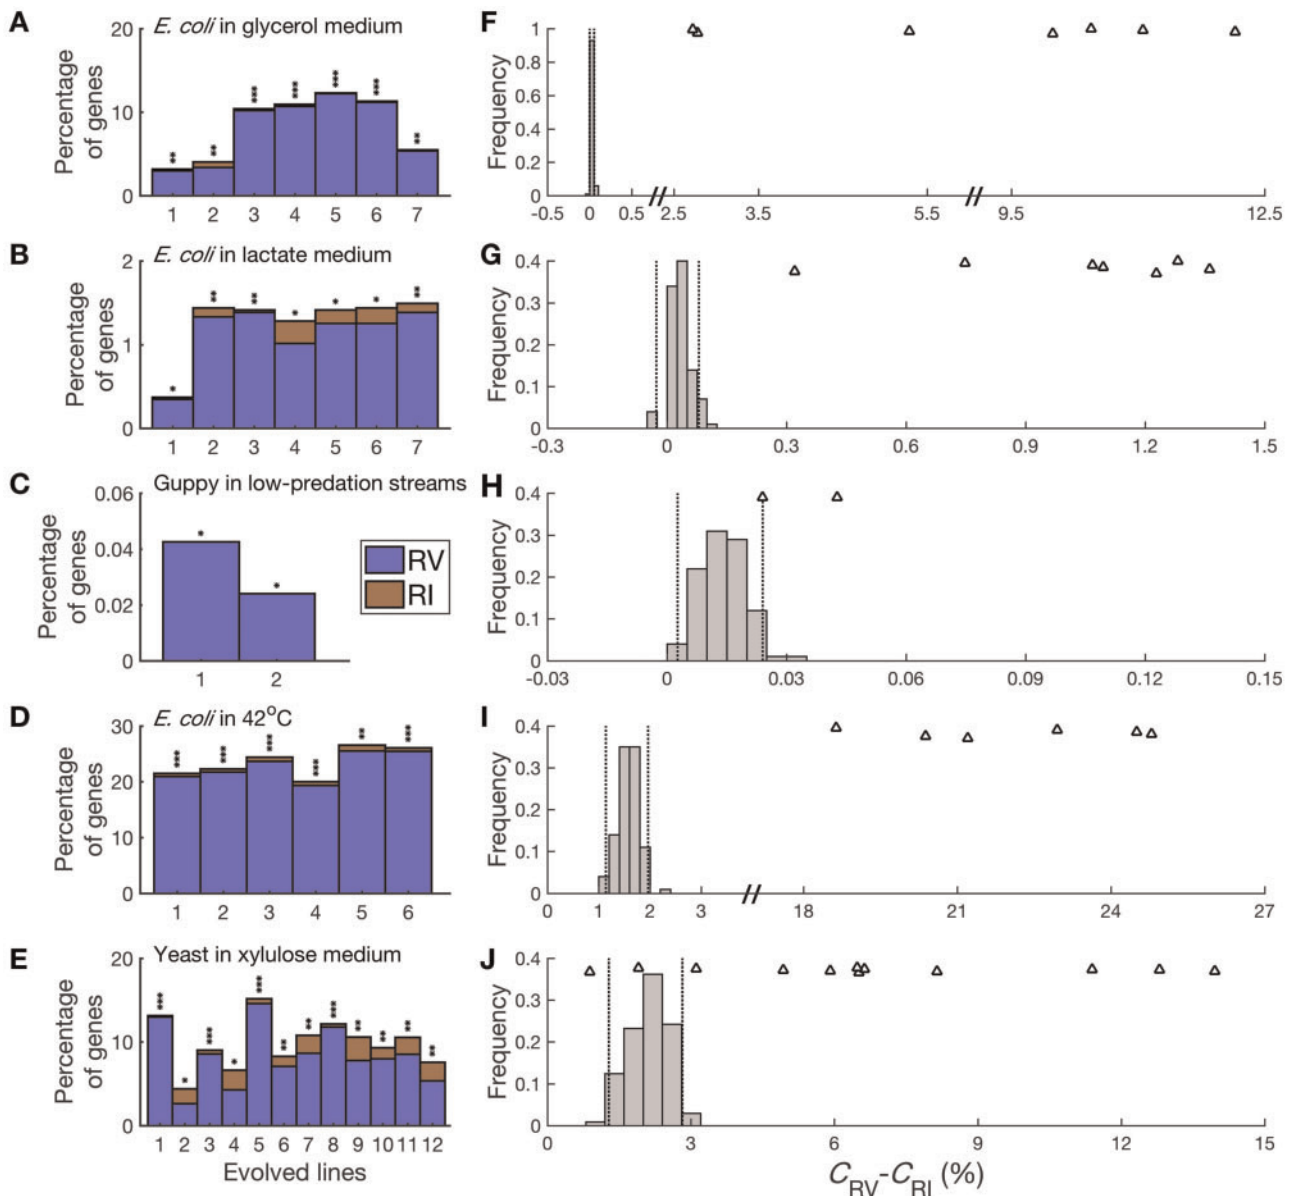 A
E. coli in glycerol medium
Percentage
of genes
20
10
0
** ** *** *** *** *** **
1 2 3 4 5 6 7
F
Frequency
1
0.8
0.6
0.4
0.2
0
-0.5 0 0.5 // 2.5 3.5 5.5 // 9.5 12.5
B
E. coli in lactate medium
Percentage
of genes
2
1
0
* ** ** * * * **
1 2 3 4 5 6 7
G
Frequency
0.4
0.3
0.2
0.1
0
-0.3 0 0.3 0.6 0.9 1.2 1.5
C
Guppy in low-predation streams
Percentage
of genes
0.06
0.04
0.02
0
* *
1 2
RV
RI
H
Frequency
0.4
0.3
0.2
0.1
0
-0.03 0 0.03 0.06 0.09 0.12 0.15
D
E. coli in 42°C
Percentage
of genes
30
20
10
0
*** *** *** *** ** ***
1 2 3 4 5 6
I
Frequency
0.4
0.3
0.2
0.1
0
0 1 2 3 // 18 21 24 27
E
Yeast in xylulose medium
Percentage
of genes
20
10
0
*** * *** * *** ** ** *** ** ** ** **
1 2 3 4 5 6 7 8 9 10 11 12
Evolved lines
J
Frequency
0.4
0.3
0.2
0.1
0
0 3 6 9 12 15
CRV-CRI (%)